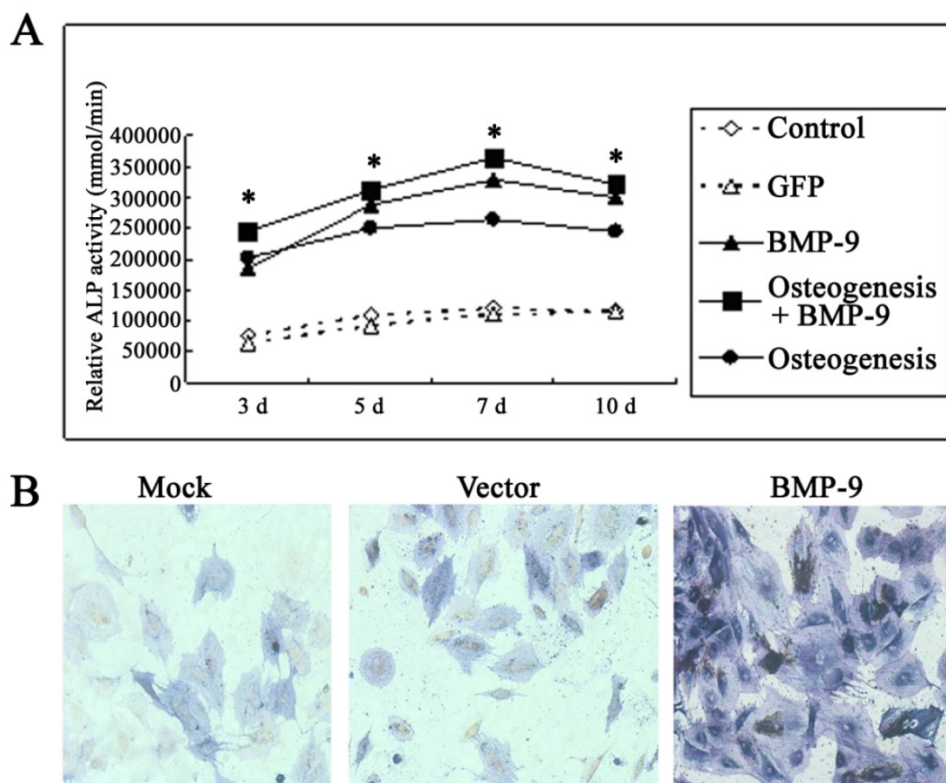 A
Relative ALP activity (mmol/min)
400000
350000
300000
250000
200000
150000
100000
50000
0
*
*
*
*
3 d
5 d
7 d
10 d
Control
GFP
BMP-9
Osteogenesis
+ BMP-9
Osteogenesis
B
Mock
Vector
BMP-9